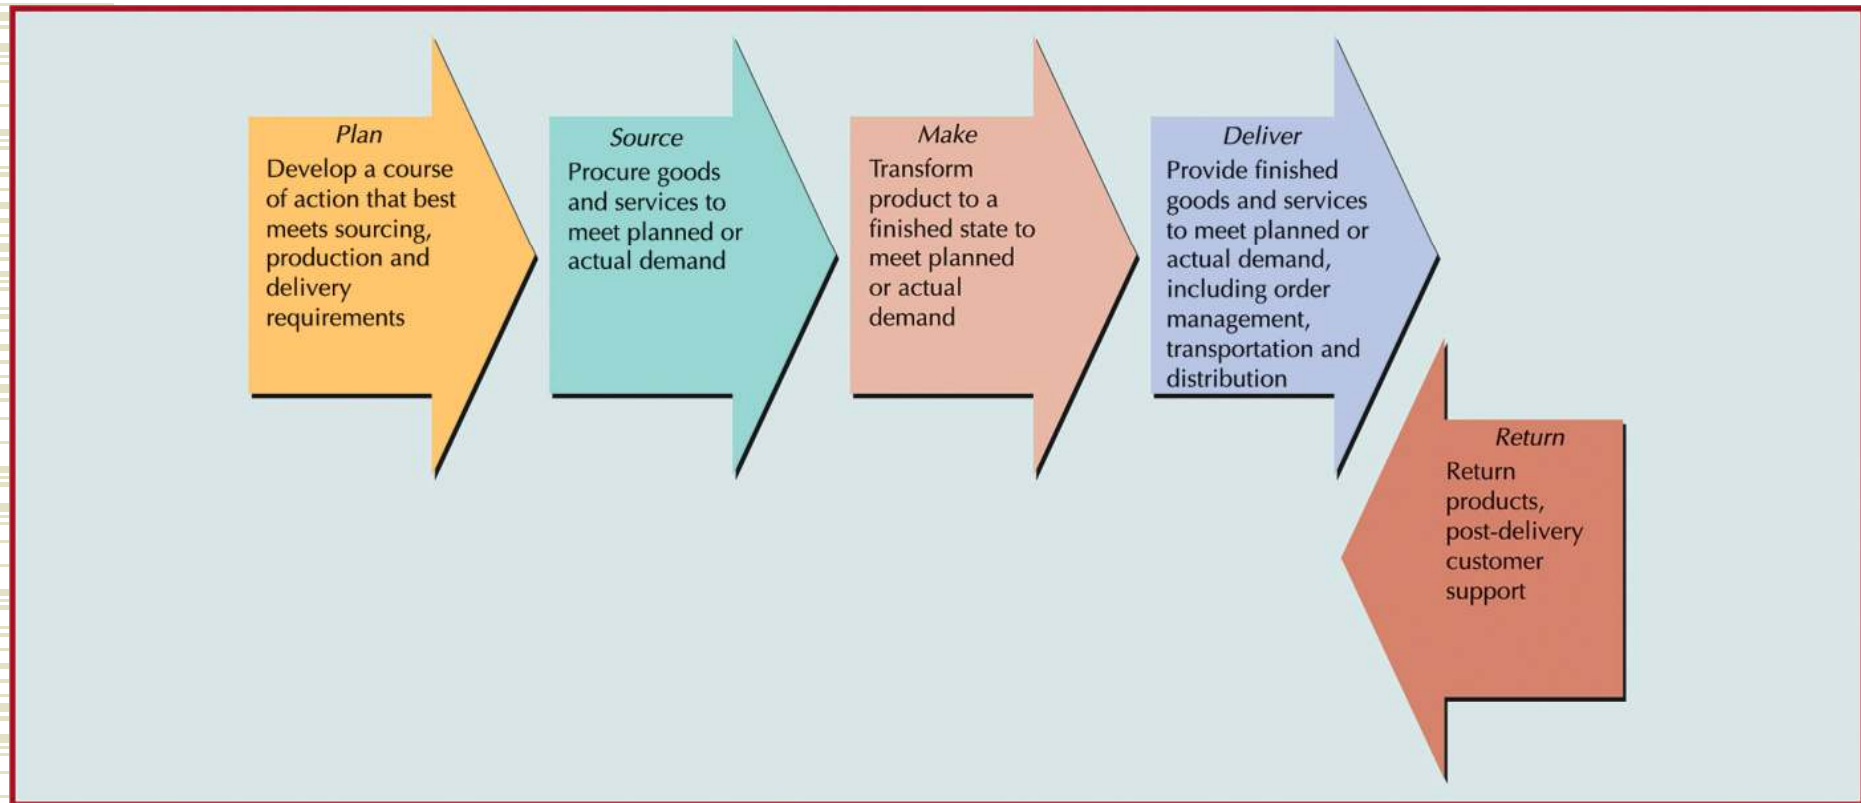 Plan
Develop a course
of action that best
meets sourcing,
production and
delivery
requirements
Source
Procure goods
and services to
meet planned or
actual demand
Make
Transform
product to a
finished state to
meet planned
or actual
demand
Deliver
Provide finished
goods and services
to meet planned or
actual demand,
including order
management,
transportation and
distribution
Return
Return
products,
post-delivery
customer
support